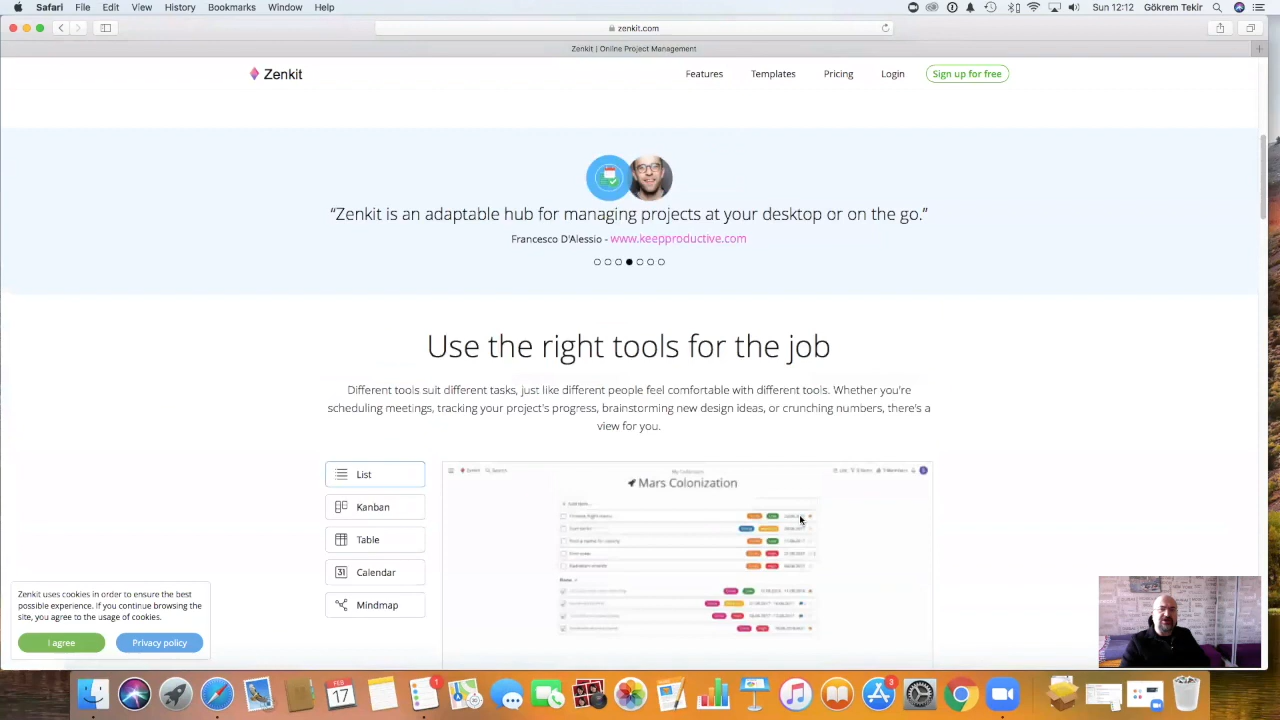 Safari File Edit View History Bookmarks Window Help
Sun 12:12 Gökrem Tekir
zenkit.com
Zenkit | Online Project Management
Zenkit
Features Templates Pricing Login Sign up for free
“Zenkit is an adaptable hub for managing projects at your desktop or on the go.”
Francesco D'Alessio - www.keepproductive.com
Use the right tools for the job
Different tools suit different tasks, just like different people feel comfortable with different tools. Whether you're
scheduling meetings, tracking your project's progress, brainstorming new design ideas, or crunching numbers, there's a
view for you.
List
Kanban
Mindmap
Zenkit
Mars Colonization
Zenkit uses cookies in order to ensure the best
possible experience. If you continue browsing the
you agree to our usage of cookies.
I agree
Privacy policy
FEB
17
1
3